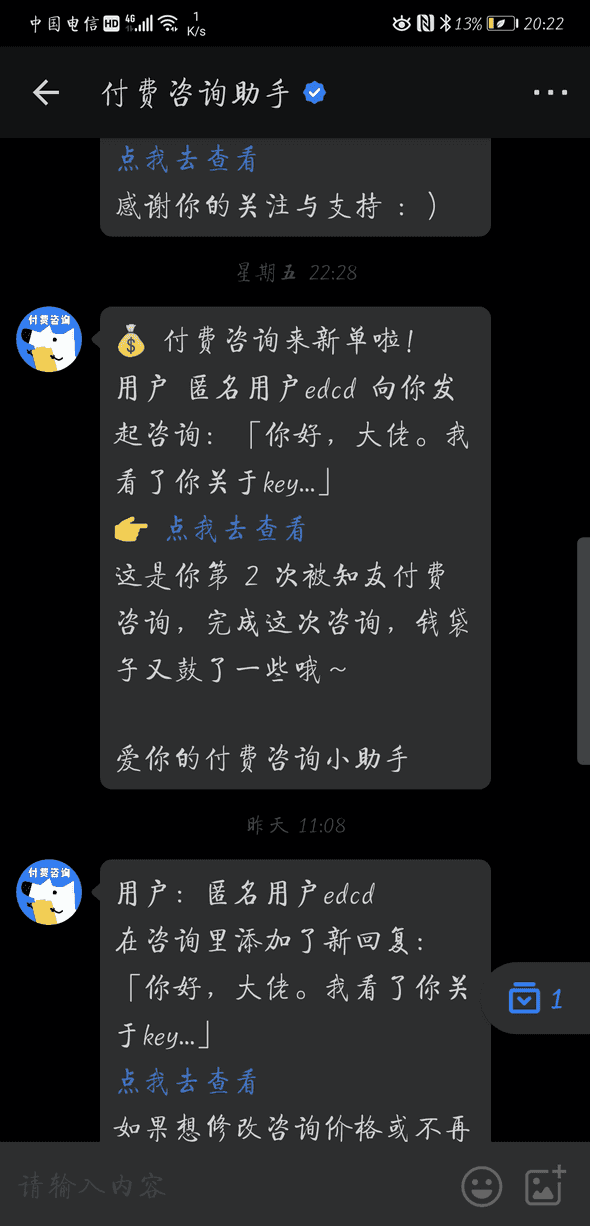 中国电信 HD 4G 1 K/s 13% 20:22
付费咨询助手
点我去查看
感谢你的关注与支持：）
星期五 22:28
付费咨询
💰 付费咨询来新单啦！
用户 匿名用户edcd 向你发
起咨询：「你好，大佬。我
看了你关于key…」
👉 点我去查看
这是你第 2 次被知友付费
咨询，完成这次咨询，钱袋
子又鼓了一些哦～
爱你的付费咨询小助手
昨天 11:08
付费咨询
用户：匿名用户edcd
在咨询里添加了新回复：
「你好，大佬。我看了你关
于key…」
1
点我去查看
如果想修改咨询价格或不再
请输入内容